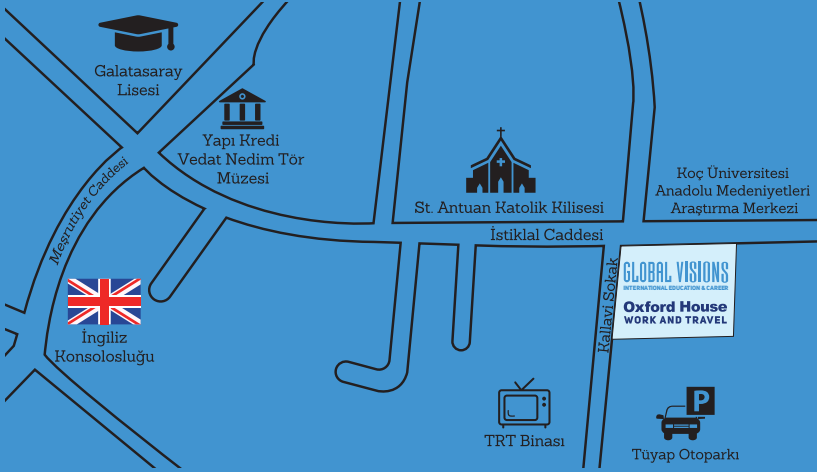 Galatasaray
Lisesi
Yapı Kredi
Vedat Nedim Tör
Müzesi
Meşrutiyet Caddesi
St. Antuan Katolik Kilisesi
Koç Üniversitesi
Anadolu Medeniyetleri
Araştırma Merkezi
İstiklal Caddesi
İngiliz
Konsolosluğu
Kallavi Sokak
GLOBAL VISIONS
INTERNATIONAL EDUCATION & CAREER
Oxford House
WORK AND TRAVEL
TRT Binası
P
Tüyap Otoparkı